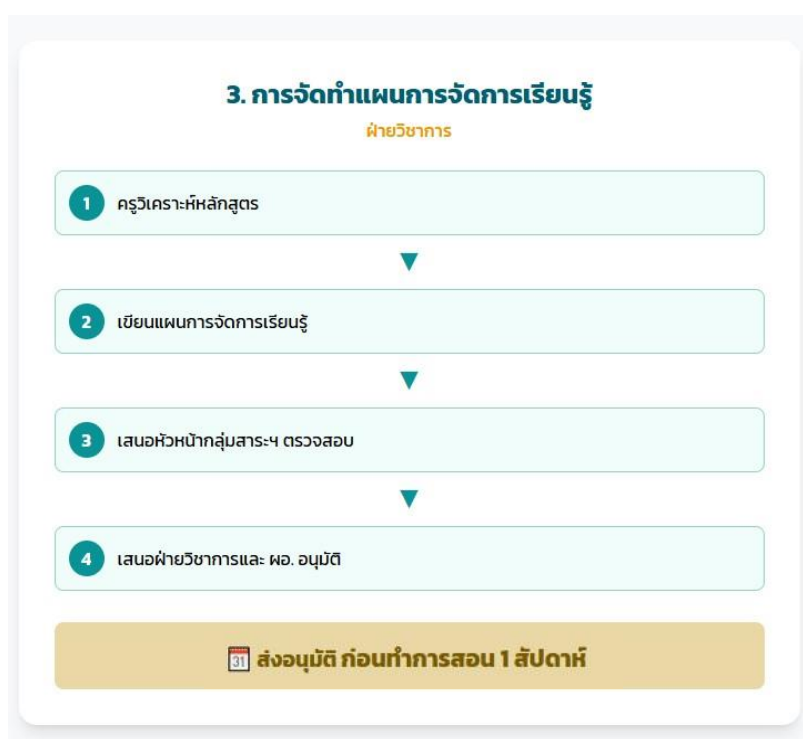 3. การจัดทำแผนการจัดการเรียนรู้
ฝ่ายวิชาการ
1 ครูวิเคราะห์หลักสูตร
2 เขียนแผนการจัดการเรียนรู้
3 เสนอหัวหน้ากลุ่มสาระฯ ตรวจสอบ
4 เสนอฝ่ายวิชาการและ ผอ. อนุมัติ
31 ส่งอนุมัติ ก่อนทำการสอน 1 สัปดาห์